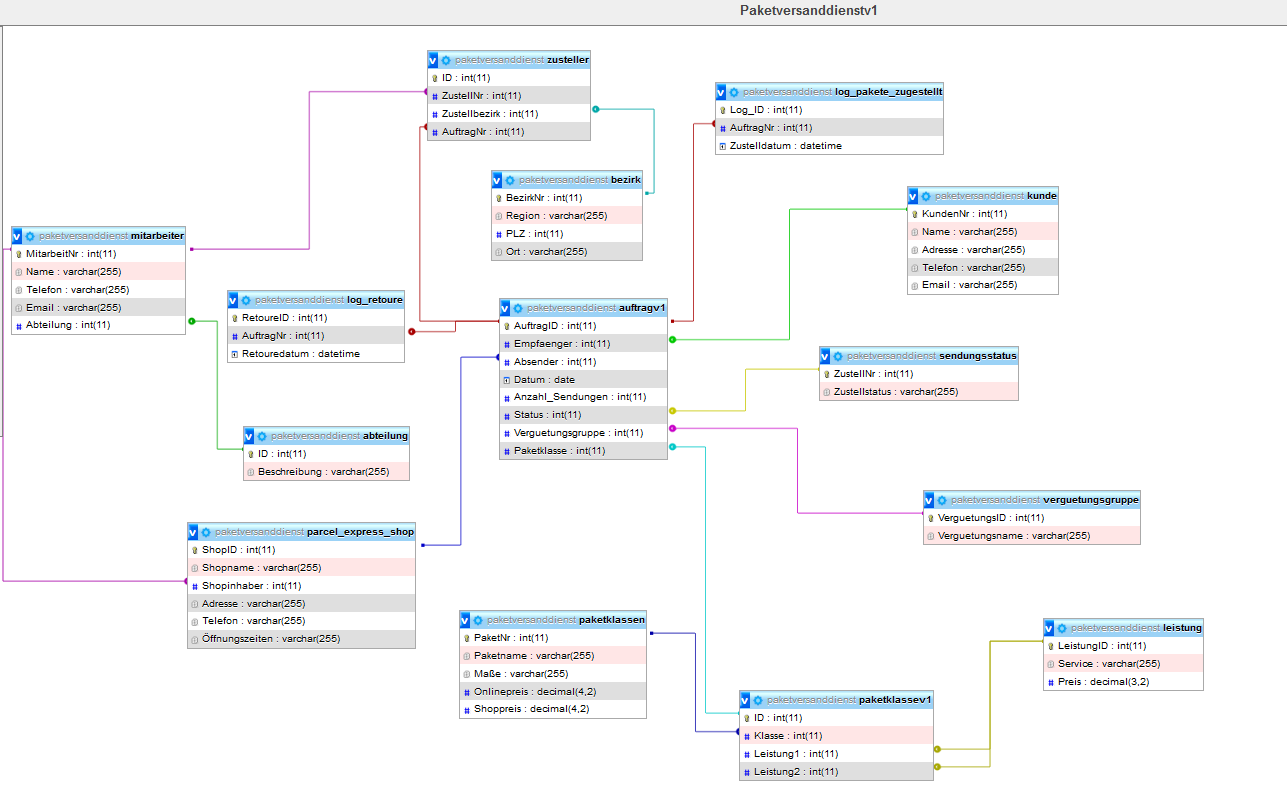 Paketversanddienstv1
v paketversanddienst zusteller
ID : int(11)
# ZustellNr : int(11)
# Zustellbezirk : int(11)
# AuftragNr : int(11)
v paketversanddienst log_pakete_zugestellt
Log_ID : int(11)
# AuftragNr : int(11)
Zustelldatum : datetime
v paketversanddienst bezirk
BezirkNr : int(11)
Region : varchar(255)
# PLZ : int(11)
Ort : varchar(255)
v paketversanddienst kunde
KundenNr : int(11)
Name : varchar(255)
Adresse : varchar(255)
Telefon : varchar(255)
Email : varchar(255)
v paketversanddienst mitarbeiter
MitarbeitNr : int(11)
Name : varchar(255)
Telefon : varchar(255)
Email : varchar(255)
# Abteilung : int(11)
v paketversanddienst log_retoure
RetoureID : int(11)
# AuftragNr : int(11)
Retouredatum : datetime
v paketversanddienst auftragv1
AuftragID : int(11)
# Empfaenger : int(11)
# Absender : int(11)
Datum : date
# Anzahl_Sendungen : int(11)
# Status : int(11)
# Verguetungsgruppe : int(11)
# Paketklasse : int(11)
v paketversanddienst sendungsstatus
ZustellNr : int(11)
Zustellstatus : varchar(255)
v paketversanddienst abteilung
ID : int(11)
Beschreibung : varchar(255)
v paketversanddienst verguetungsgruppe
VerguetungsID : int(11)
Verguetungsname : varchar(255)
v paketversanddienst parcel_express_shop
ShopID : int(11)
Shopname : varchar(255)
# Shopinhaber : int(11)
Adresse : varchar(255)
Telefon : varchar(255)
Öffnungszeiten : varchar(255)
v paketversanddienst paketklassen
PaketNr : int(11)
Paketname : varchar(255)
Maße : varchar(255)
# Onlinepreis : decimal(4,2)
# Shoppreis : decimal(4,2)
v paketversanddienst leistung
LeistungID : int(11)
Service : varchar(255)
# Preis : decimal(3,2)
v paketversanddienst paketklassev1
ID : int(11)
# Klasse : int(11)
# Leistung1 : int(11)
# Leistung2 : int(11)